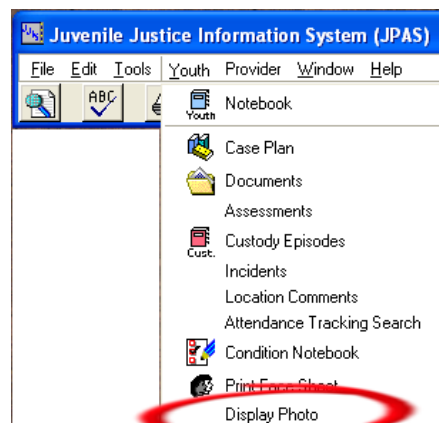 Juvenile Justice Information System (JPAS)
File Edit Tools Youth Provider Window Help
ABC
Youth Notebook
Case Plan
Documents
Assessments
Cust. Custody Episodes
Incidents
Location Comments
Attendance Tracking Search
Condition Notebook
Print Face Sheet
Display Photo